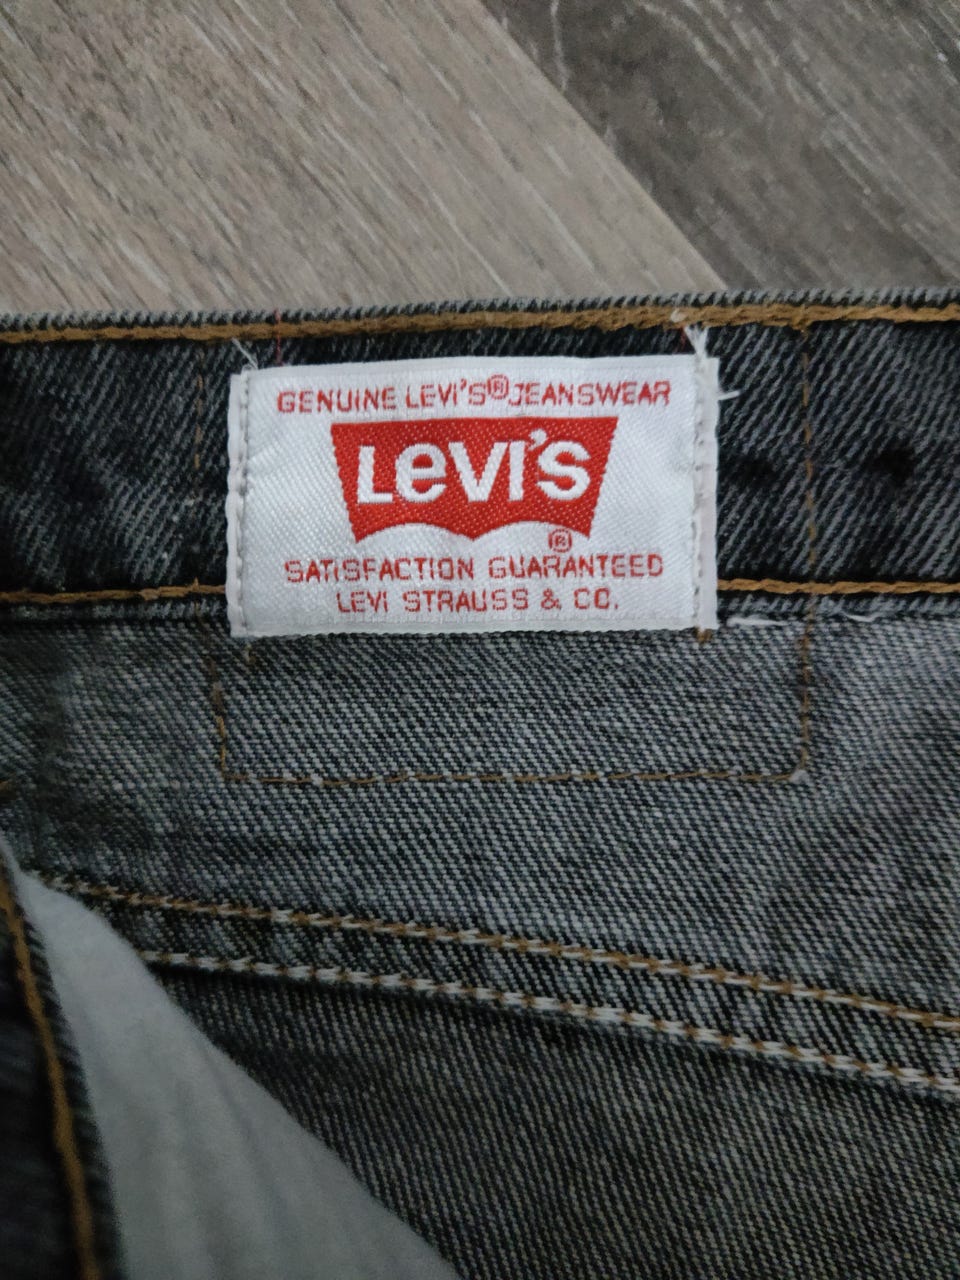 GENUINE LEVI'S® JEANSWEAR
LEVI'S
®
SATISFACTION GUARANTEED
LEVI STRAUSS & CO.